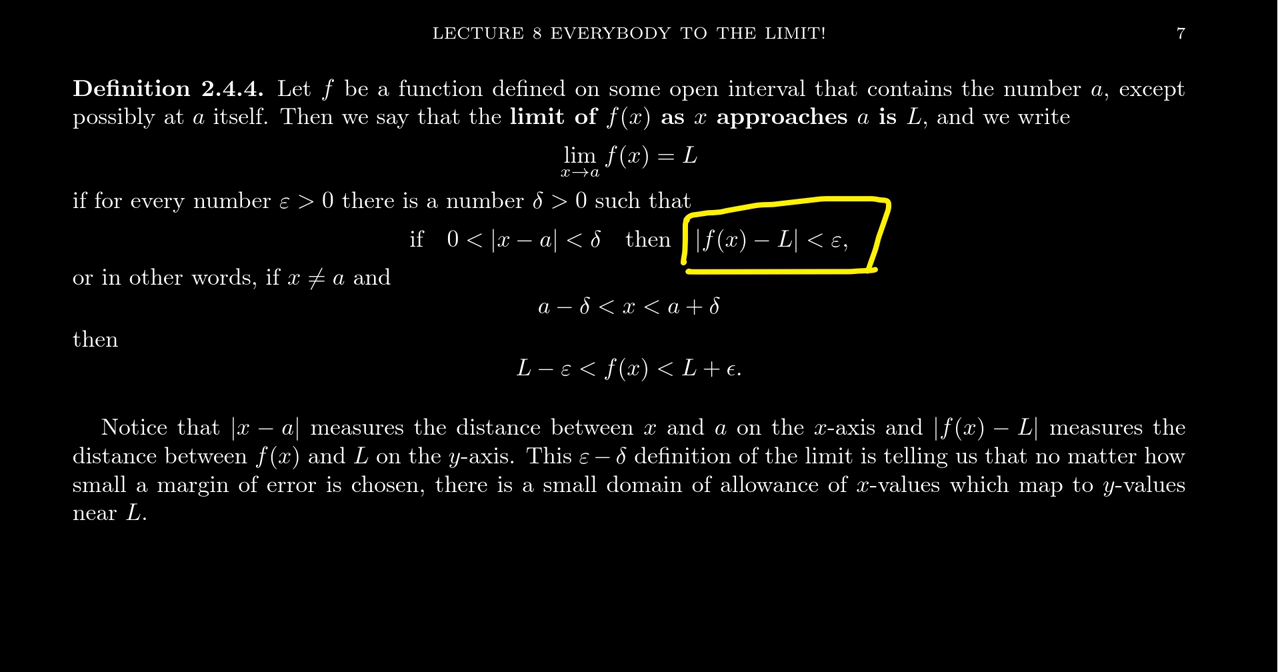 LECTURE 8 EVERYBODY TO THE LIMIT! 7
Definition 2.4.4. Let f be a function defined on some open interval that contains the number a, except
possibly at a itself. Then we say that the limit of f(x) as x approaches a is L, and we write
lim f(x) = L
x→a
if for every number ε > 0 there is a number δ > 0 such that
if 0 < |x − a| < δ then |f(x) − L| < ε,
or in other words, if x ≠ a and
a − δ < x < a + δ
then
L − ε < f(x) < L + ϵ.
Notice that |x − a| measures the distance between x and a on the x-axis and |f(x) − L| measures the
distance between f(x) and L on the y-axis. This ε − δ definition of the limit is telling us that no matter how
small a margin of error is chosen, there is a small domain of allowance of x-values which map to y-values
near L.